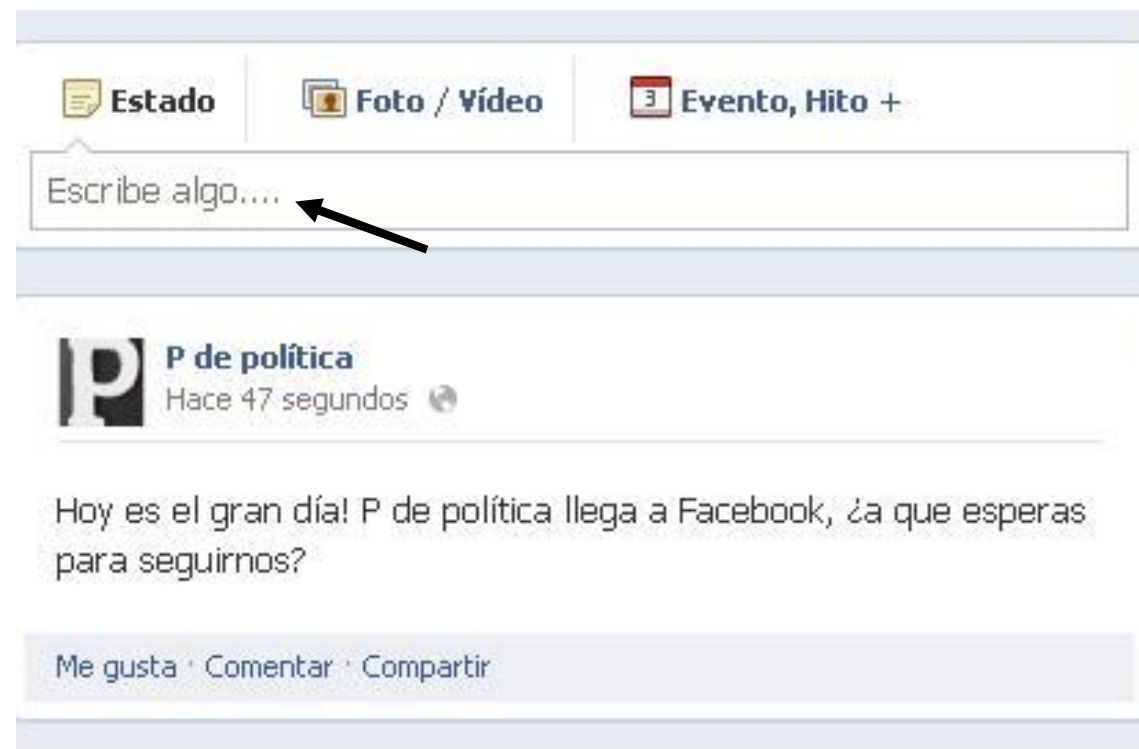 Estado Foto / Vídeo 3 Evento, Hito +
Escribe algo....
P P de política
Hace 47 segundos
Hoy es el gran día! P de política llega a Facebook, ¿a que esperas
para seguirnos?
Me gusta · Comentar · Compartir